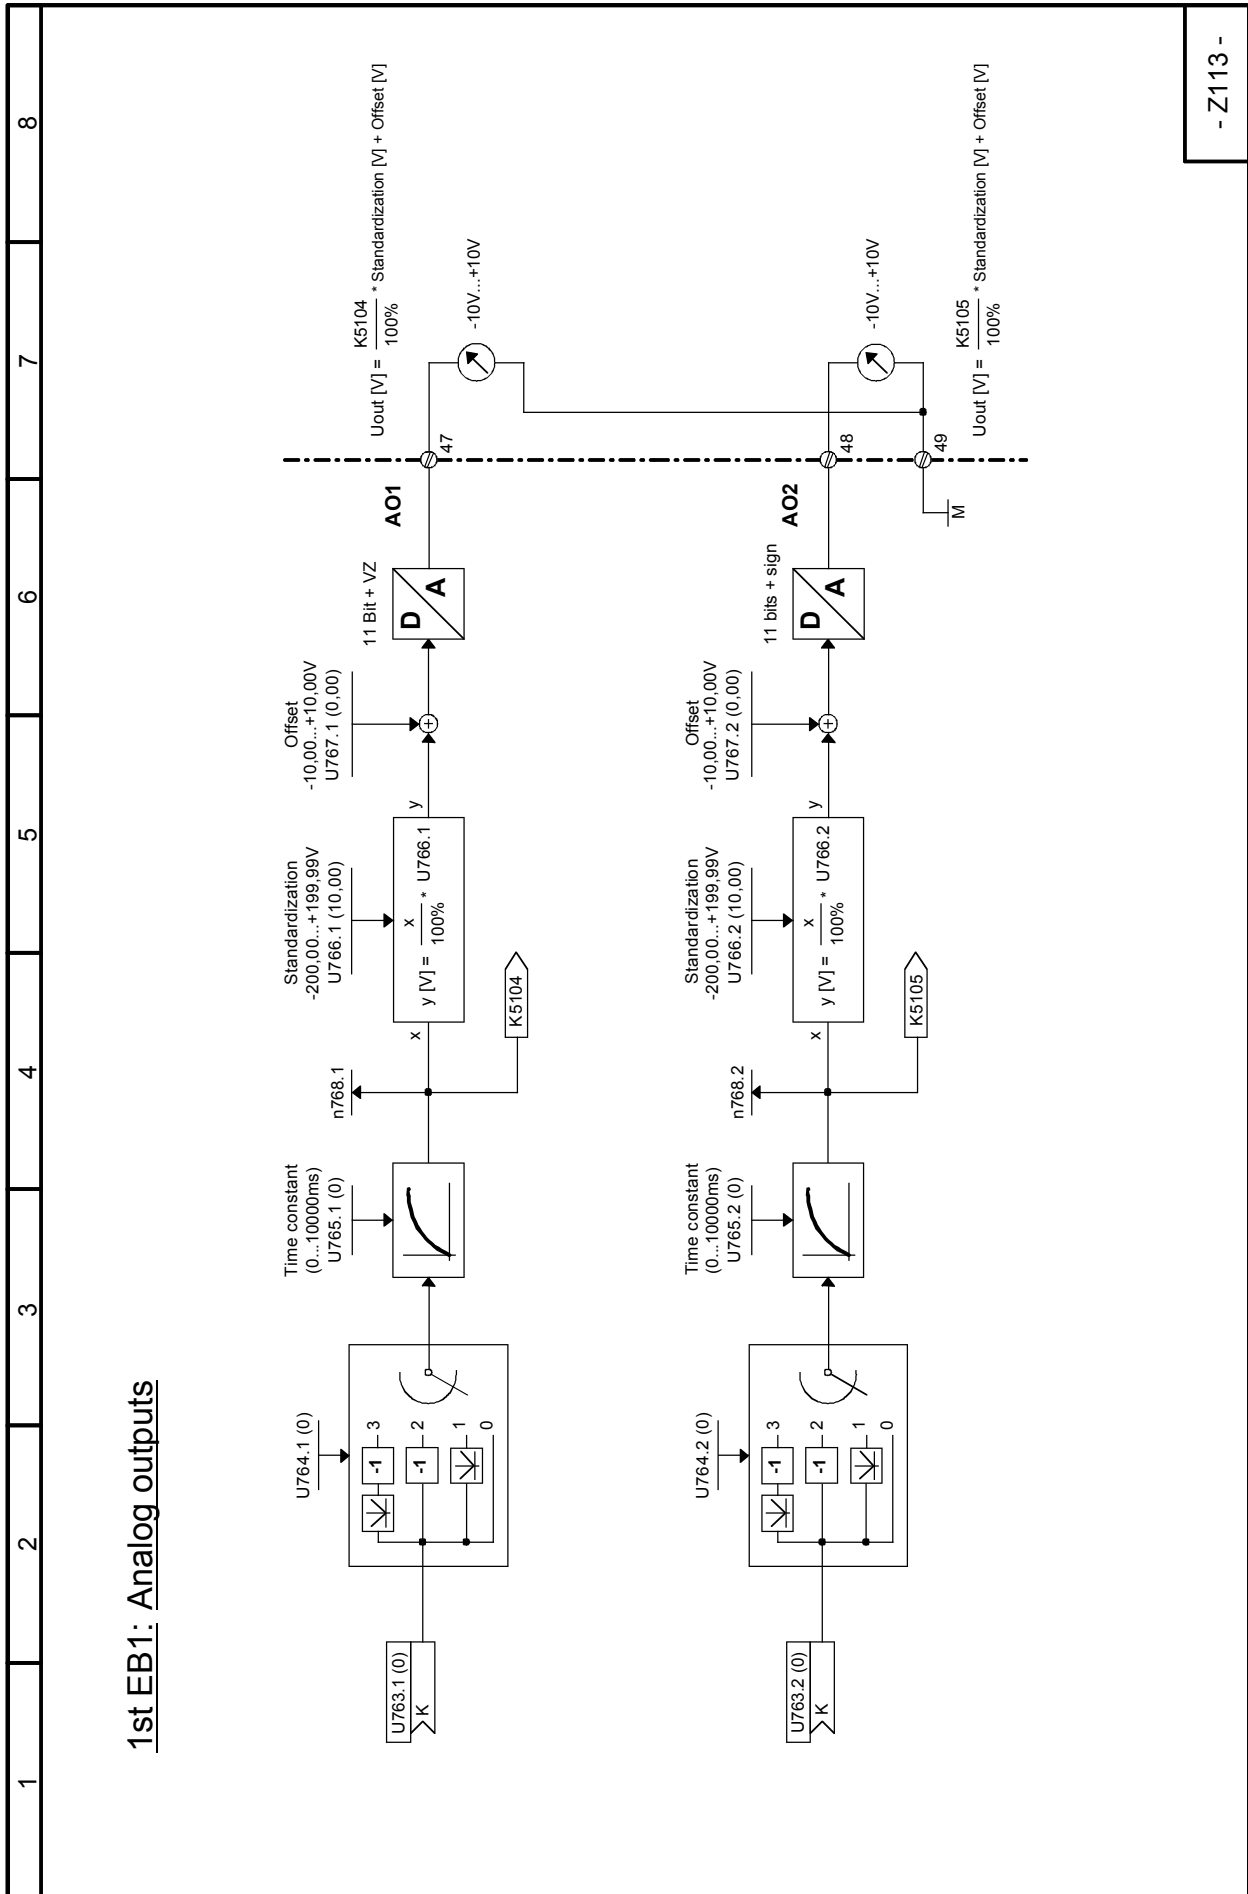 1 2 3 4 5 6 7 8
1st EB1: Analog outputs
U763.1 (0)
K
U764.1 (0)
-1 3
-1 2
1
0
Time constant
(0...10000ms)
U765.1 (0)
n768.1
K5104
Standardization
-200,00...+199,99V
U766.1 (10,00)
x
y [V] = x / 100% * U766.1
y
Offset
-10,00...+10,00V
U767.1 (0,00)
+
11 Bit + VZ
D
A
AO1
47
-10V...+10V
Uout [V] = K5104 / 100% * Standardization [V] + Offset [V]
U763.2 (0)
K
U764.2 (0)
-1 3
-1 2
1
0
Time constant
(0...10000ms)
U765.2 (0)
n768.2
K5105
Standardization
-200,00...+199,99V
U766.2 (10,00)
x
y [V] = x / 100% * U766.2
y
Offset
-10,00...+10,00V
U767.2 (0,00)
+
11 bits + sign
D
A
AO2
48
49
M
-10V...+10V
Uout [V] = K5105 / 100% * Standardization [V] + Offset [V]
- Z113 -